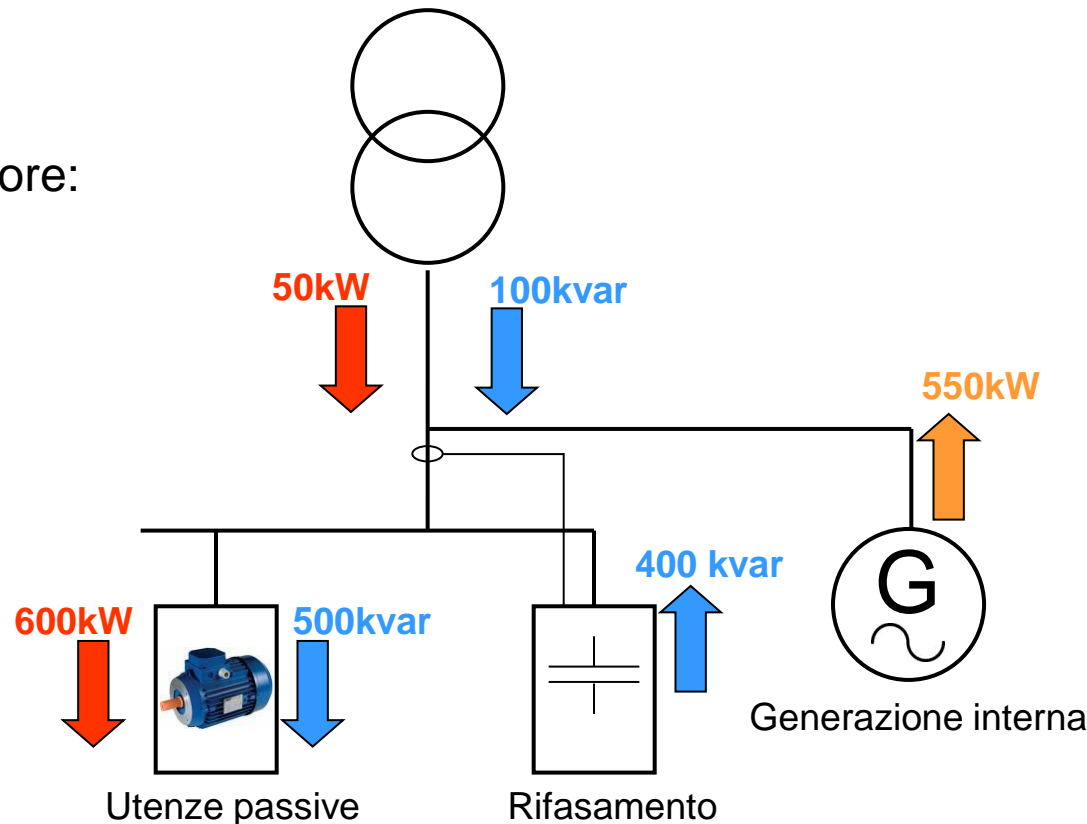 ore:
50kW 100kvar
550kW
400 kvar
600kW 500kvar
G
Generazione interna
Utenze passive Rifasamento